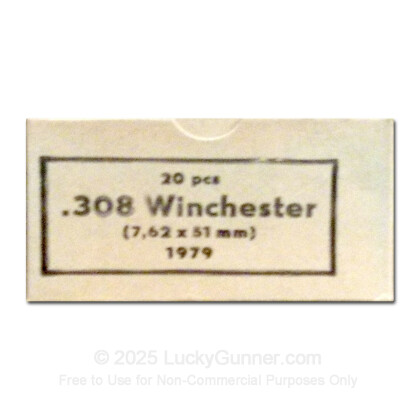 20 pcs
.308 Winchester
(7,62 x 51 mm)
1979
© 2025 LuckyGunner.com
Free to Use for Non-Commercial Purposes Only